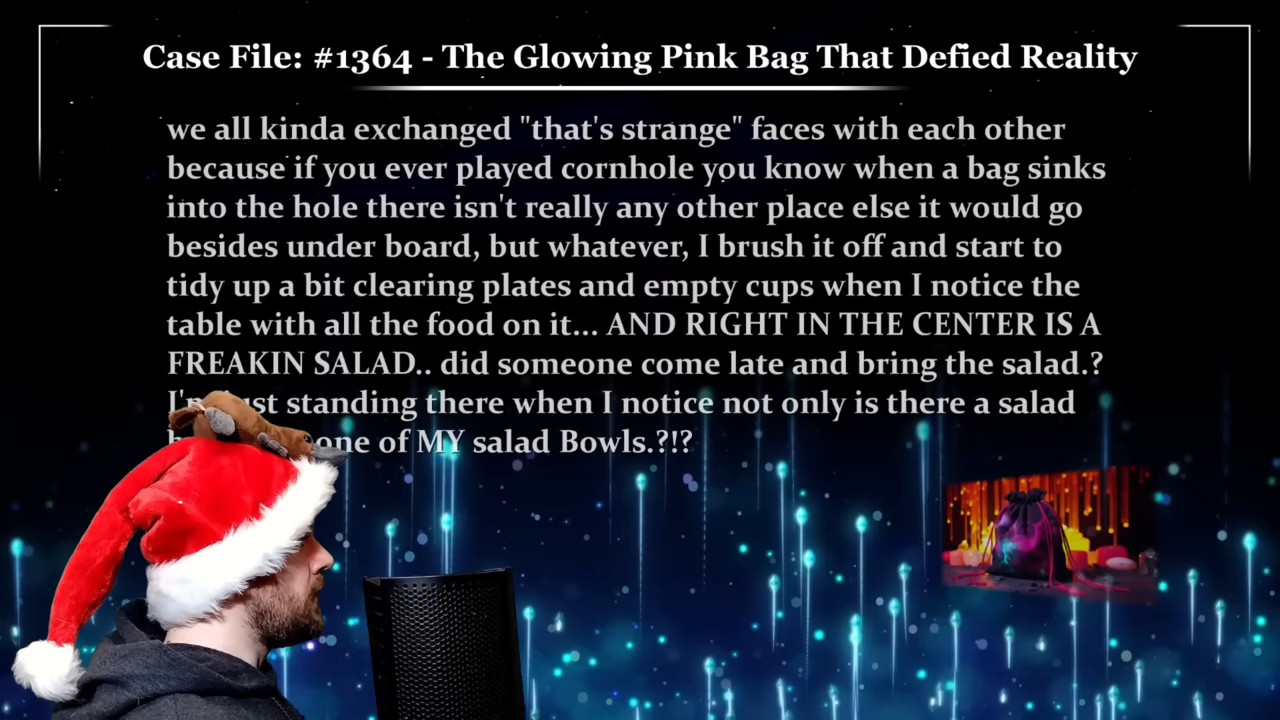 Case File: #1364 - The Glowing Pink Bag That Defied Reality
we all kinda exchanged "that's strange" faces with each other
because if you ever played cornhole you know when a bag sinks
into the hole there isn't really any other place else it would go
besides under board, but whatever, I brush it off and start to
tidy up a bit clearing plates and empty cups when I notice the
table with all the food on it... AND RIGHT IN THE CENTER IS A
FREAKIN SALAD.. did someone come late and bring the salad.?
standing there when I notice not only is there a salad
one of MY salad Bowls.?!?